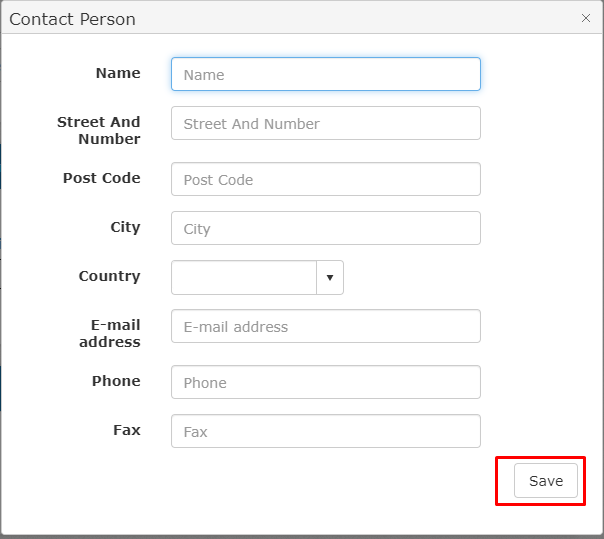 Contact Person
Name
Name
Street And
Number
Street And Number
Post Code
Post Code
City
City
Country
E-mail
address
E-mail address
Phone
Phone
Fax
Fax
Save